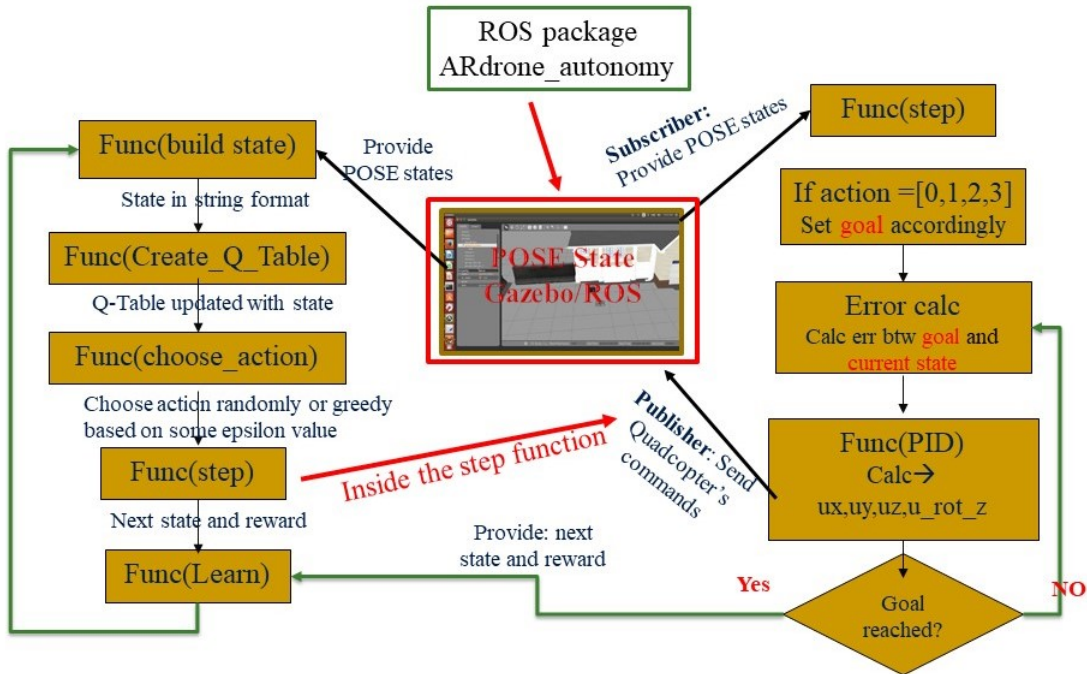 ROS package
ARdrone_autonomy
Func(build state)
State in string format
Func(Create_Q_Table)
Q-Table updated with state
Func(choose_action)
Choose action randomly or greedy
based on some epsilon value
Func(step)
Next state and reward
Func(Learn)
Provide
POSE states
POSE State
Gazebo/ROS
Subscriber:
Provide POSE states
Inside the step function
Publisher: Send
Quadcopter's
commands
Provide: next
state and reward
Func(step)
If action =[0,1,2,3]
Set goal accordingly
Error calc
Calc err btw goal and
current state
Func(PID)
Calc→
ux,uy,uz,u_rot_z
Goal
reached?
Yes
NO